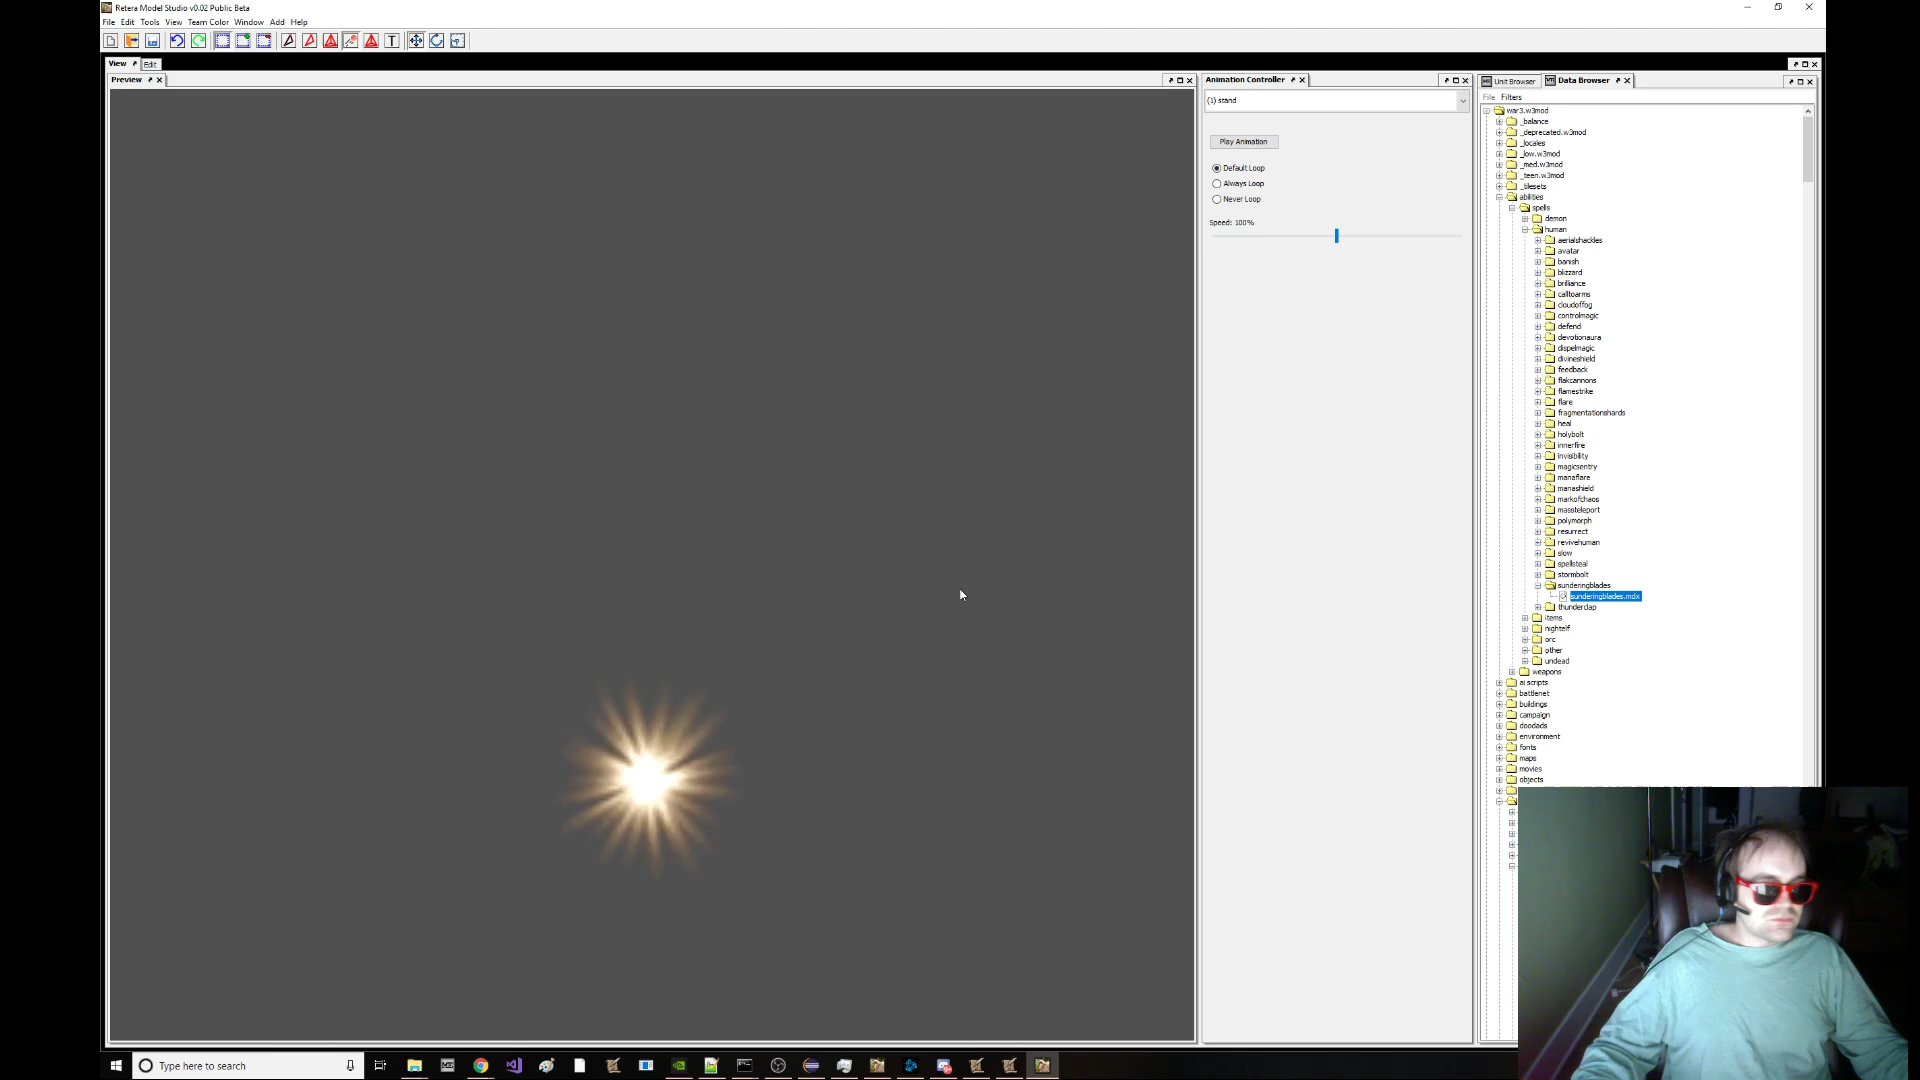 Retera Model Studio v0.02 Public Beta
File Edit Tools View Team Color Window Add Help
View Edit
Preview
Animation Controller
(1) stand
Play Animation
Default Loop
Always Loop
Never Loop
Speed: 100%
Unit Browser Data Browser
File Filters
war3.w3mod
_balance
_deprecated.w3mod
_locales
_low.w3mod
_med.w3mod
_teen.w3mod
_tilesets
abilities
spells
demon
human
aerialshackles
avatar
banish
blizzard
brilliance
calltoarms
cloudoffog
controlmagic
defend
devotionaura
dispelmagic
divineshield
feedback
flakcannons
flamestrike
flare
fragmentationshards
heal
holybolt
innerfire
invisibility
magicsentry
manaflare
manashield
markofchaos
massteleport
polymorph
resurrect
revivehuman
slow
spellsteal
stormbolt
sunderingblades
sunderingblades.mdx
thunderclap
items
nightelf
orc
other
undead
weapons
ai scripts
battlenet
buildings
campaign
doodads
environment
fonts
maps
movies
objects
Type here to search